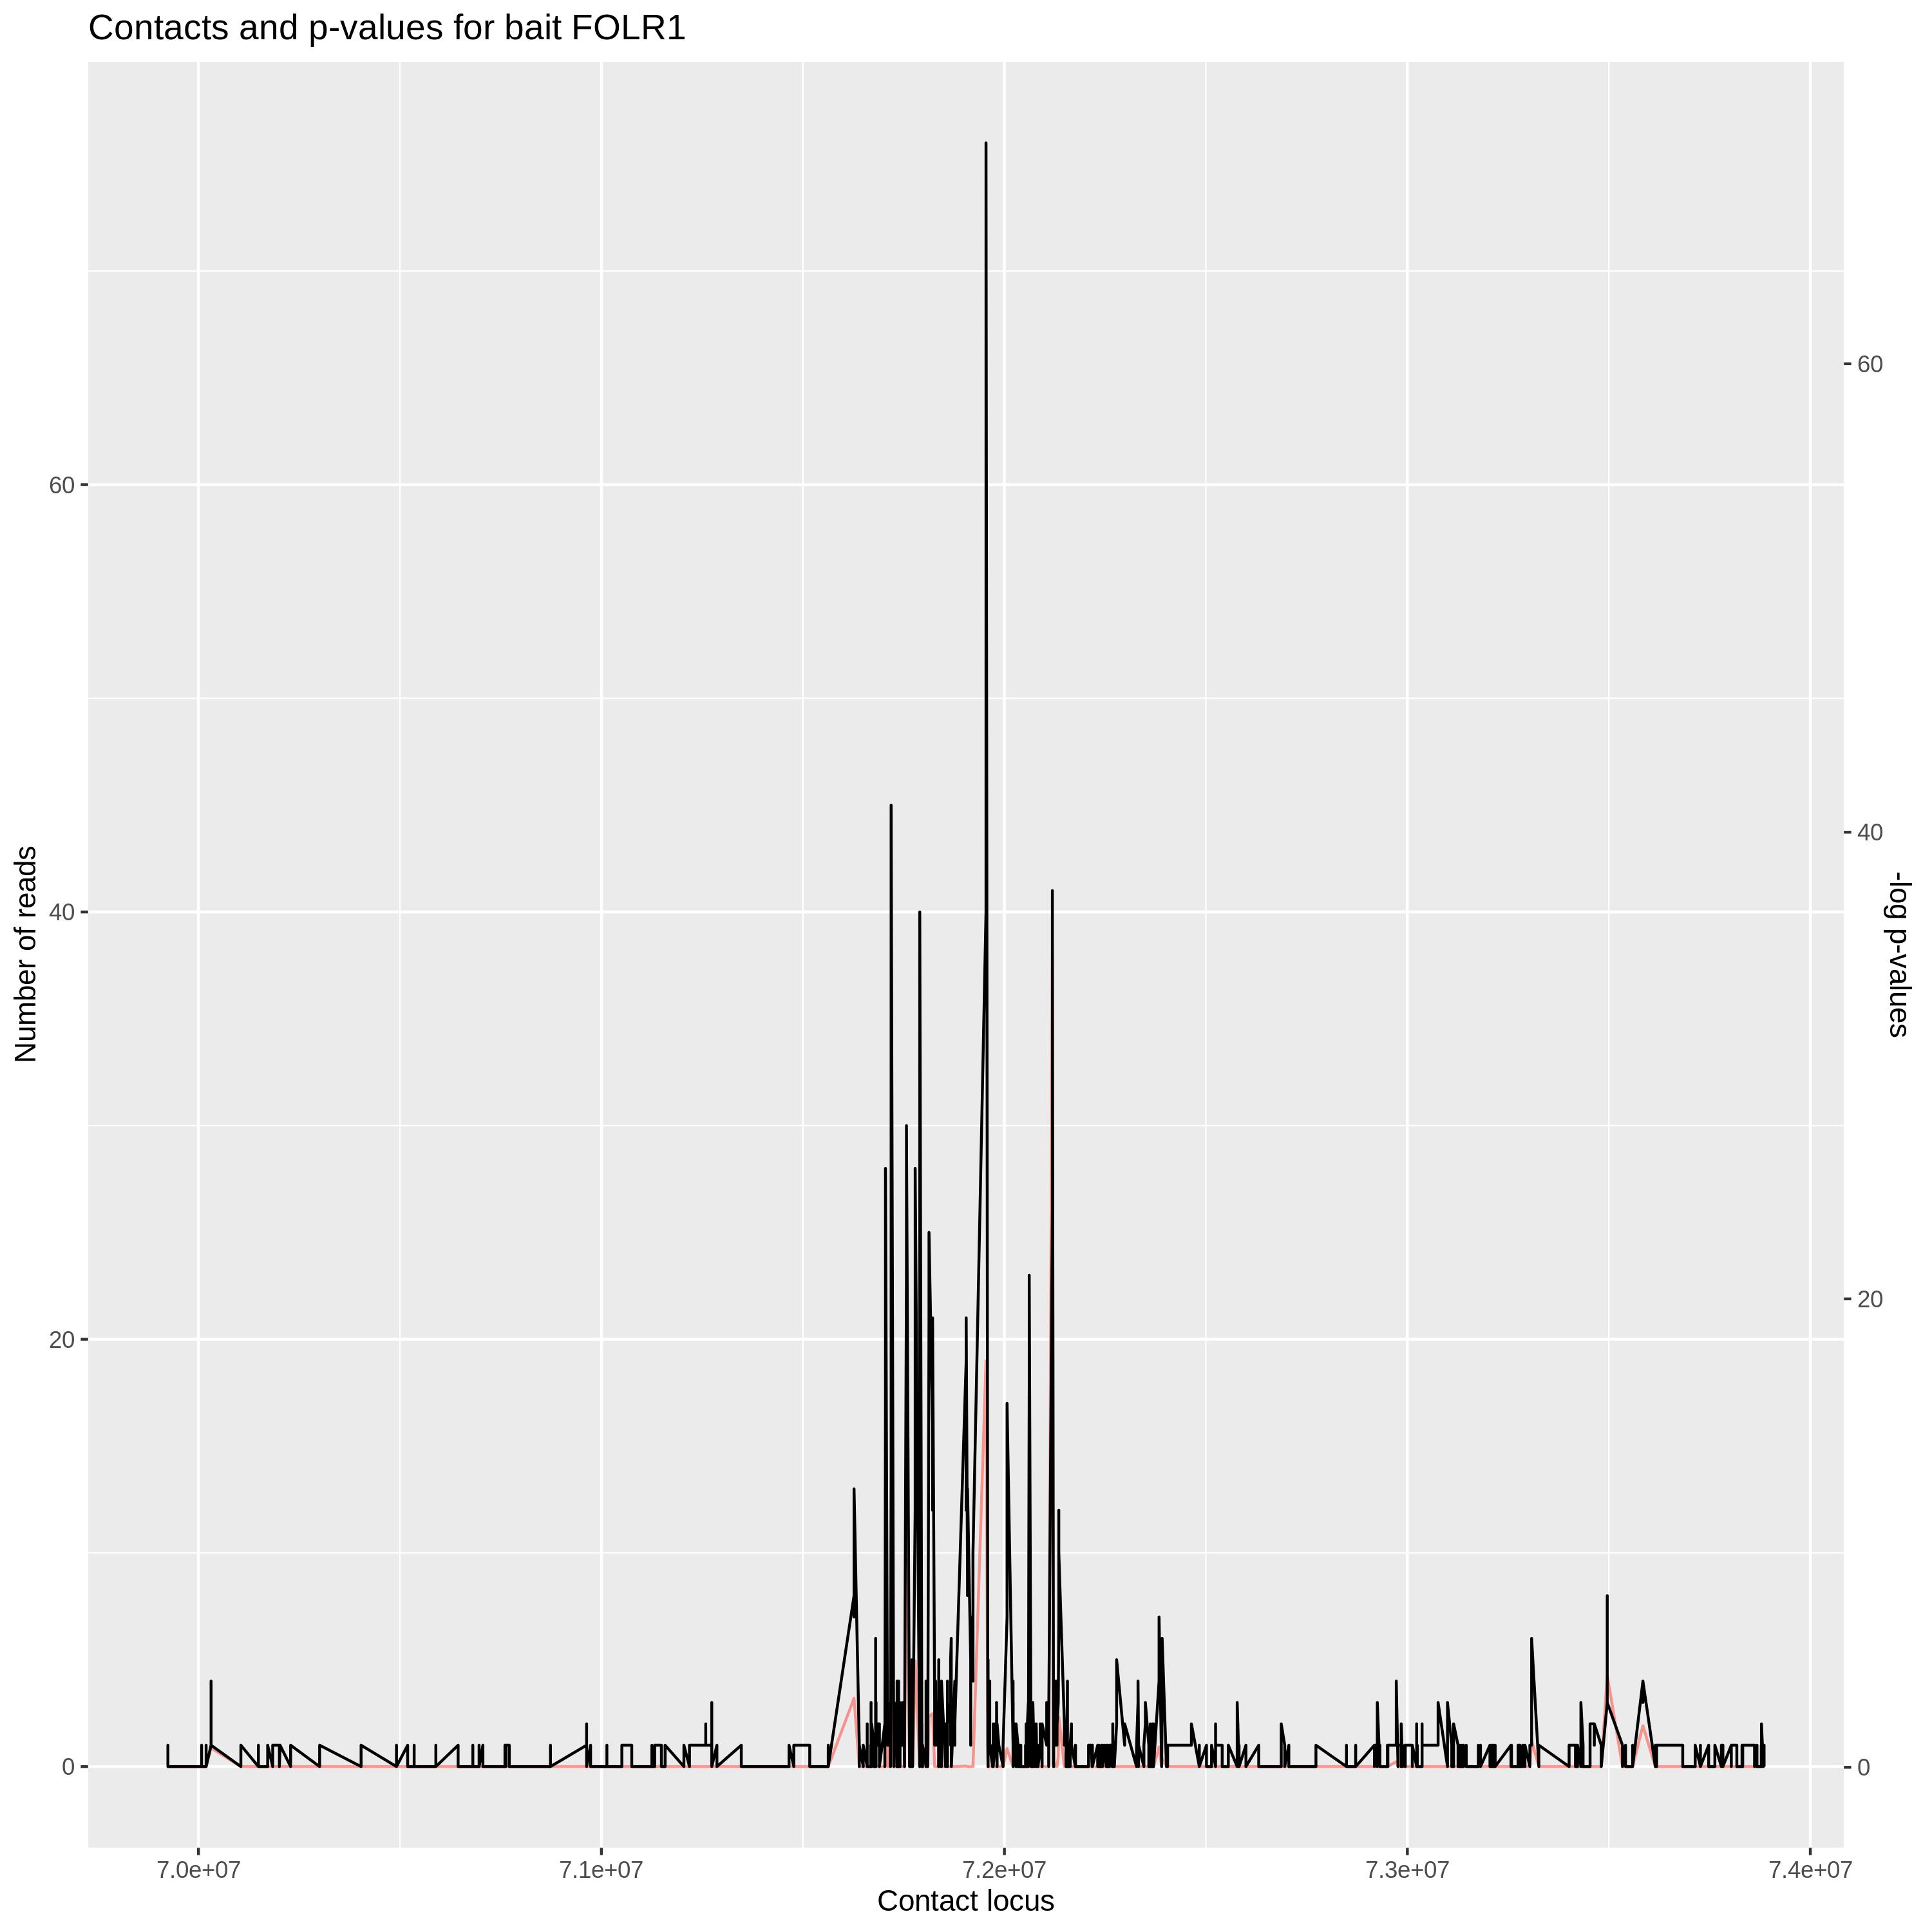 Contacts and p-values for bait FOLR1
60
40
20
0
Number of reads
60
40
20
0
-log p-values
7.0e+07
7.1e+07
7.2e+07
7.3e+07
7.4e+07
Contact locus